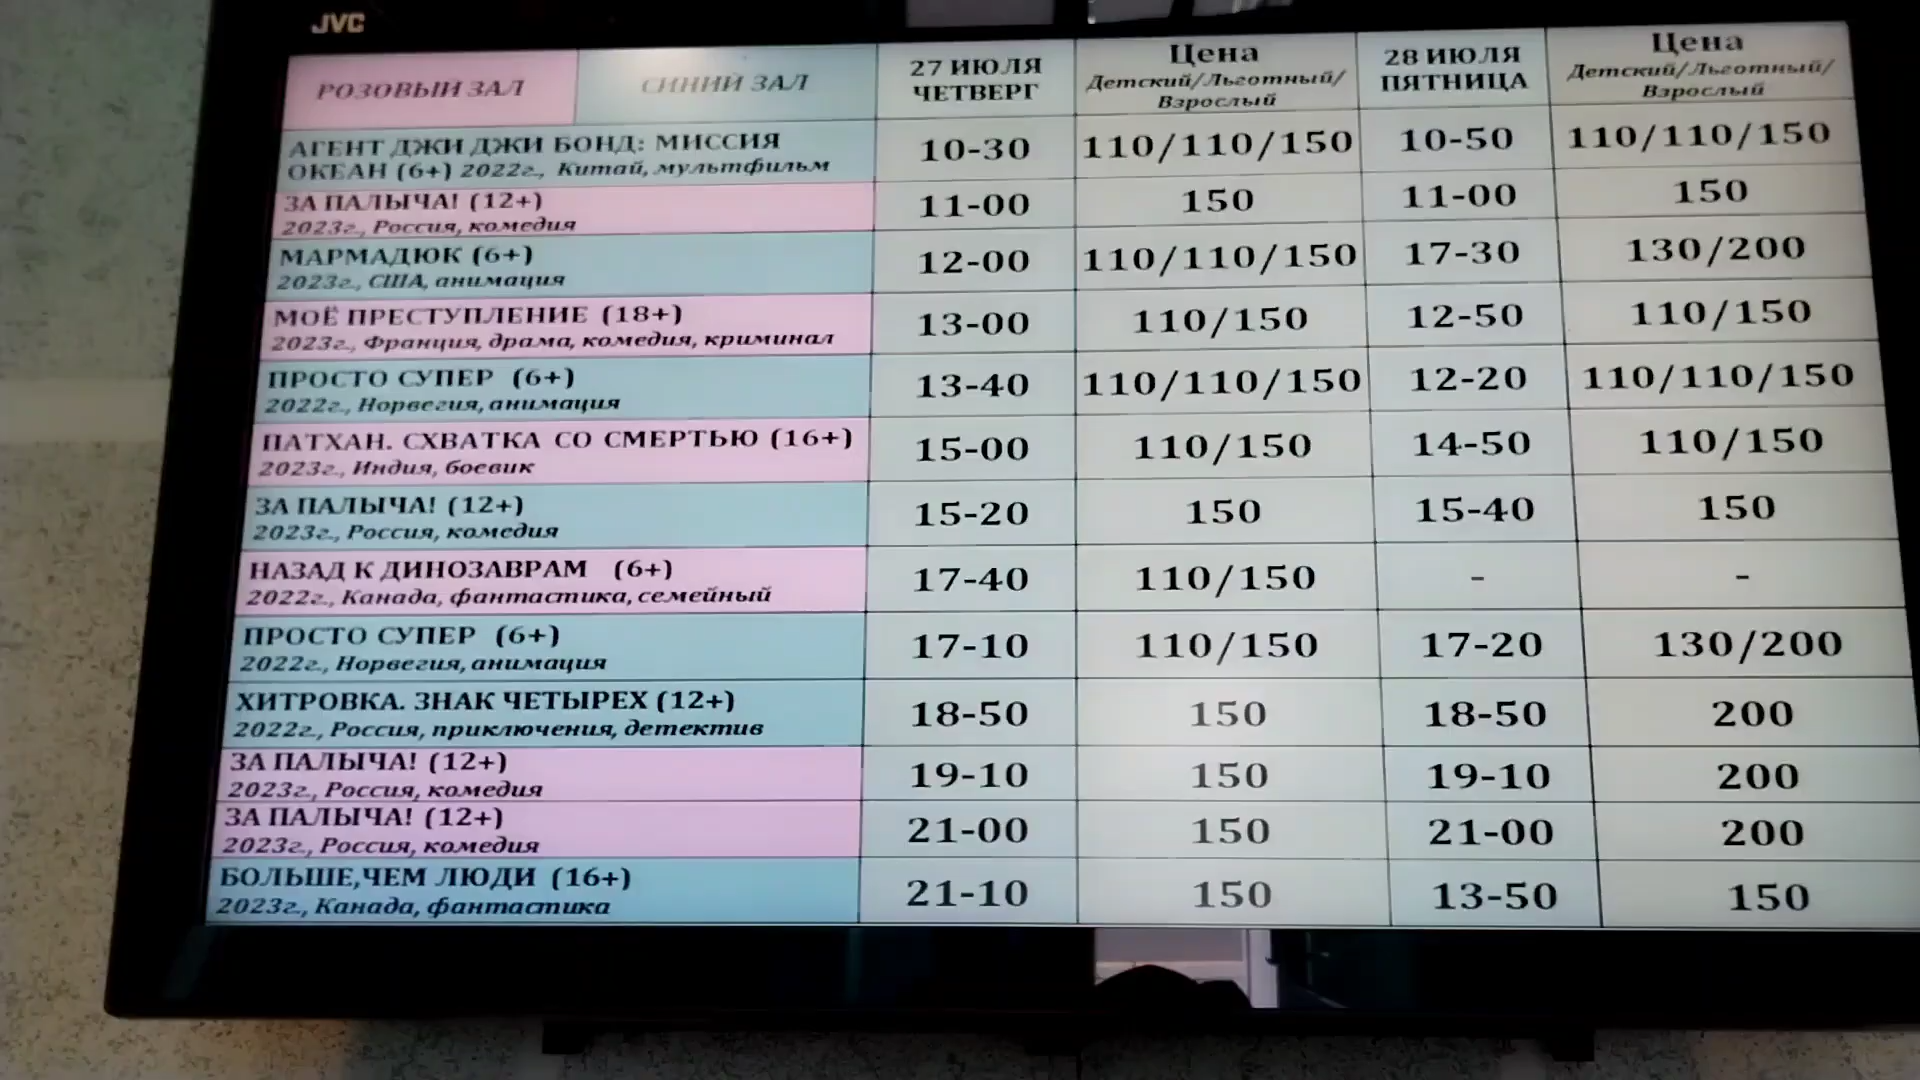 JVC
РОЗОВЫЙ ЗАЛ СИНИЙ ЗАЛ 27 ИЮЛЯ ЧЕТВЕРГ Цена Детский/Льготный/Взрослый 28 ИЮЛЯ ПЯТНИЦА Цена Детский/Льготный/Взрослый
АГЕНТ ДЖИ ДЖИ БОНД: МИССИЯ
ОКЕАН (6+) 2022г., Китай, мультфильм 10-30 110/110/150 10-50 110/110/150
ЗА ПАЛЫЧА! (12+) 11-00 150 11-00 150
2023г., Россия, комедия
МАРМАДЮК (6+) 12-00 110/110/150 17-30 130/200
2023г., США, анимация
МОЁ ПРЕСТУПЛЕНИЕ (18+) 13-00 110/150 12-50 110/150
2023г., Франция, драма, комедия, криминал
ПРОСТО СУПЕР (6+) 13-40 110/110/150 12-20 110/110/150
2022г., Норвегия, анимация
ПАТХАН. СХВАТКА СО СМЕРТЬЮ (16+) 15-00 110/150 14-50 110/150
2023г., Индия, боевик
ЗА ПАЛЫЧА! (12+) 15-20 150 15-40 150
2023г., Россия, комедия
НАЗАД К ДИНОЗАВРАМ (6+) 17-40 110/150 - -
2022г., Канада, фантастика, семейный
ПРОСТО СУПЕР (6+) 17-10 110/150 17-20 130/200
2022г., Норвегия, анимация
ХИТРОВКА. ЗНАК ЧЕТЫРЕХ (12+) 18-50 150 18-50 200
2022г., Россия, приключения, детектив
ЗА ПАЛЫЧА! (12+) 19-10 150 19-10 200
2023г., Россия, комедия
ЗА ПАЛЫЧА! (12+) 21-00 150 21-00 200
2023г., Россия, комедия
БОЛЬШЕ,ЧЕМ ЛЮДИ (16+) 21-10 150 13-50 150
2023г., Канада, фантастика